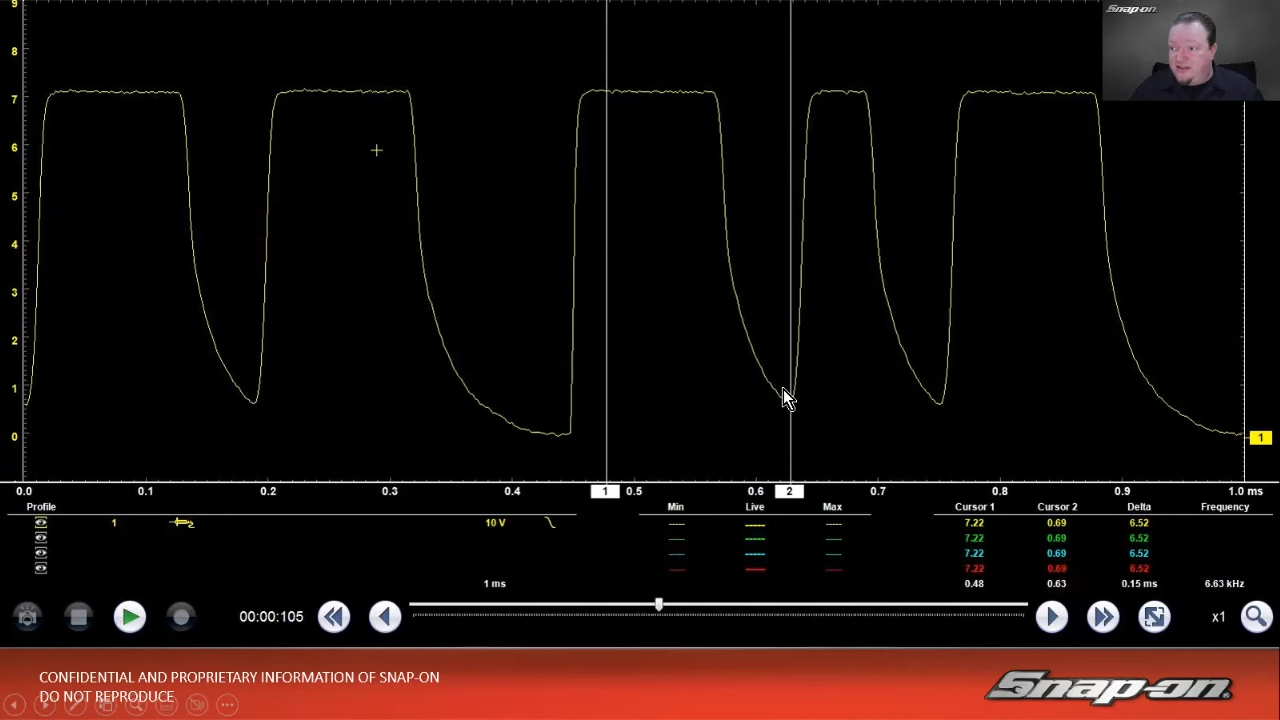 Snap-on
9
8
7
6
5
4
3
2
1
0
1
0.0 0.1 0.2 0.3 0.4 1 0.5 0.6 2 0.7 0.8 0.9 1.0 ms
Profile Min Live Max Cursor 1 Cursor 2 Delta Frequency
1 10 V ----- ----- ----- 7.22 0.69 6.52
----- ----- ----- 7.22 0.69 6.52
----- ----- ----- 7.22 0.69 6.52
----- ----- ----- 7.22 0.69 6.52
1 ms 0.48 0.63 0.15 ms 6.63 kHz
00:00:105 x1
CONFIDENTIAL AND PROPRIETARY INFORMATION OF SNAP-ON
DO NOT REPRODUCE
Snap-on